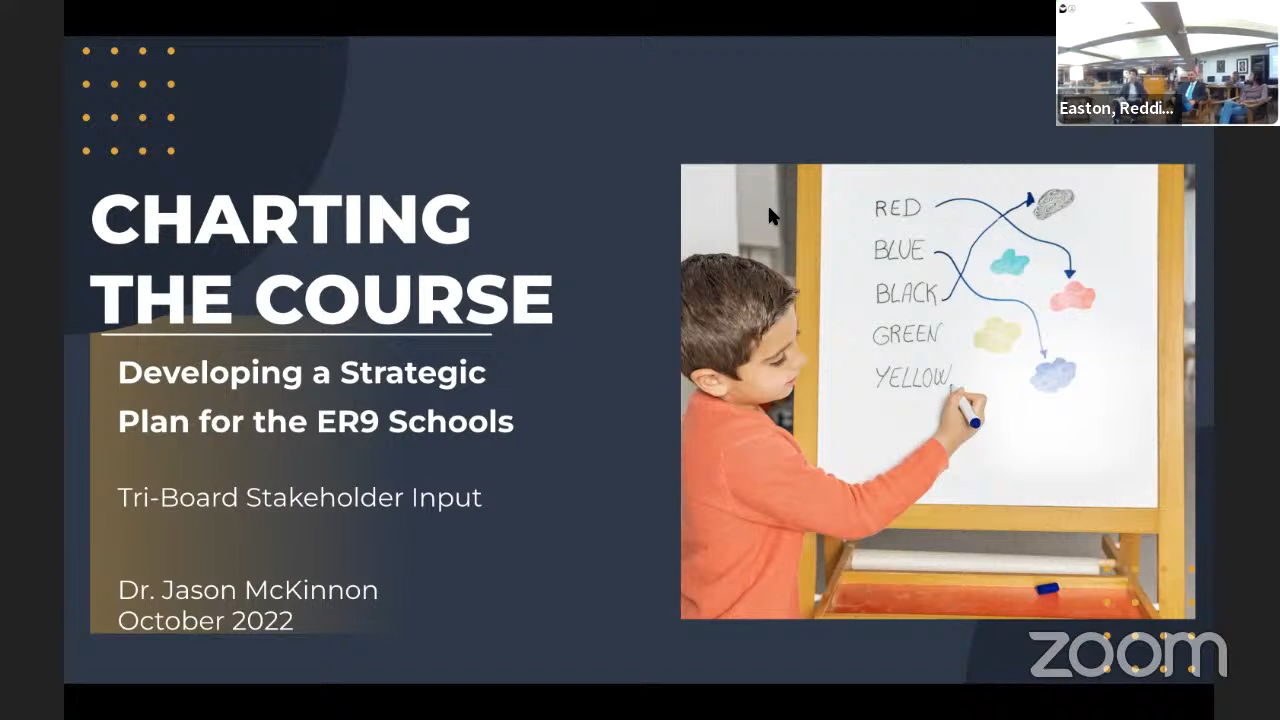 Easton, Reddi...
CHARTING
THE COURSE
Developing a Strategic
Plan for the ER9 Schools
Tri-Board Stakeholder Input
Dr. Jason McKinnon
October 2022
RED
BLUE
BLACK
GREEN
YELLOW
zoom